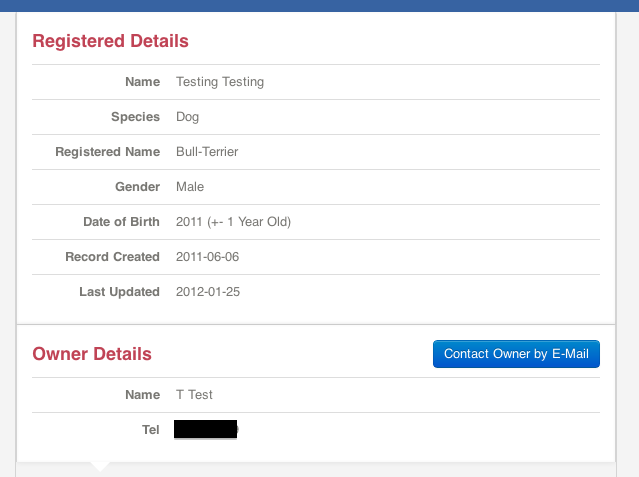 Registered Details
Name Testing Testing
Species Dog
Registered Name Bull-Terrier
Gender Male
Date of Birth 2011 (+- 1 Year Old)
Record Created 2011-06-06
Last Updated 2012-01-25
Owner Details Contact Owner by E-Mail
Name T Test
Tel